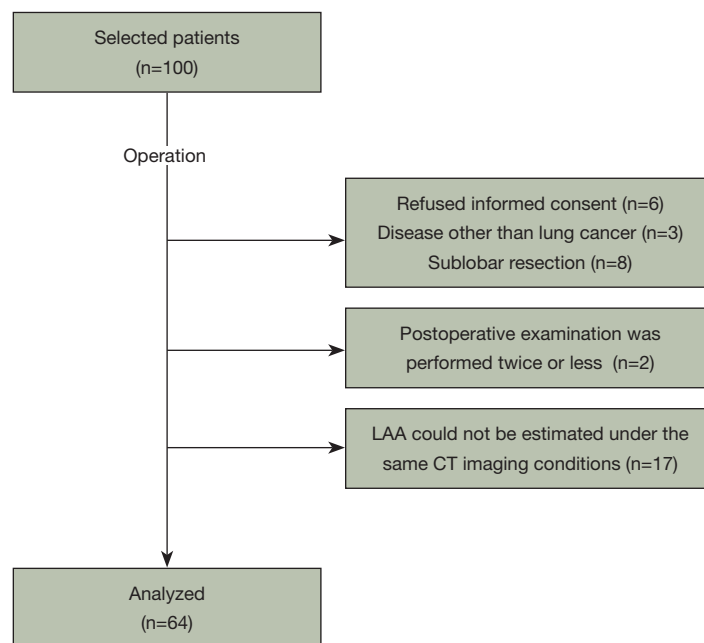 Selected patients
(n=100)
Operation
Refused informed consent (n=6)
Disease other than lung cancer (n=3)
Sublobar resection (n=8)
Postoperative examination was
performed twice or less (n=2)
LAA could not be estimated under the
same CT imaging conditions (n=17)
Analyzed
(n=64)